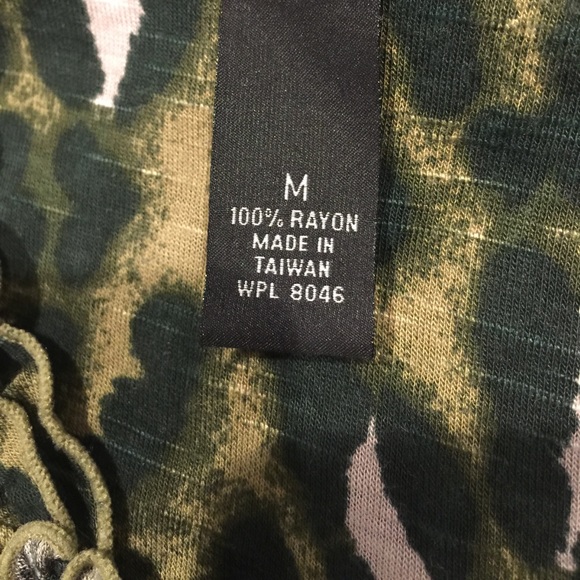 M
100% RAYON
MADE IN
TAIWAN
WPL 8046